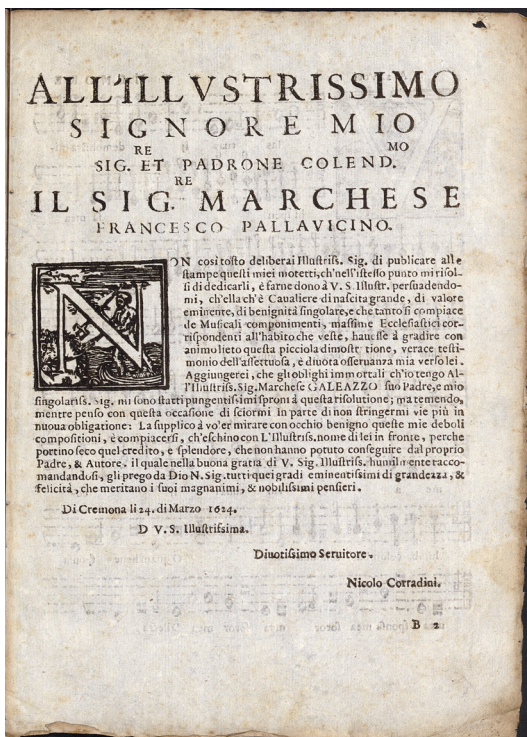 ALL'ILLVSTRISSIMO
SIGNORE MIO
SIG.RE ET PADRONE COLEND.MO
IL SIG.RE MARCHESE
FRANCESCO PALLAVICINO.
NON così tosto deliberai Illustriss. Sig. di publicare alle
stampe questi miei motetti, ch'nell'istesso punto mi risol-
si di dedicarli, è farne dono à V. S. Illustr. persuadendo-
mi, ch'ella ch'è Caualiere di nascita grande, di valore
eminente, di benignità singolare, e che tanto si compiace
de Musicali componimenti, massime Ecclesiastici cor-
rispondenti all'habito che veste, hauesse à gradire con
animo lieto questa picciola dimostrtione, verace testi-
monio dell'affettuosa, è diuota osseruanza mia verso lei.
Aggiungerei, che gli oblighi immortali ch'io tengo Al-
l'Illustriss. Sig. Marchese GALEAZZO suo Padre, e mio
singolariss. Sig. mi sono statti pungentissimi sproni à questa risolutione; ma temendo,
mentre penso con questa occasione di sciormi in parte di non stringermi vie più in
nuoua obligatione: La supplico à voler mirare con occhio benigno queste mie deboli
compositioni, è compiacersi, ch'eschino con L'Illustriss. nome di lei in fronte, perche
portino seco quel credito, e splendore, che non hanno potuto conseguire dal proprio
Padre, & Autore. il quale nella buona gratia di V. Sig. Illustriss. humilmente racco-
mandandosi, gli prego da Dio N. Sig. tutti quei gradi eminentissimi di grandezza, &
felicità, che meritano i suoi magnanimi, & nobilissimi pensieri.
Di Cremona li 24. di Marzo 1624.
D V. S. Illustrissima.
Diuotissimo Seruitore.
Nicolo Corradini.
B 2